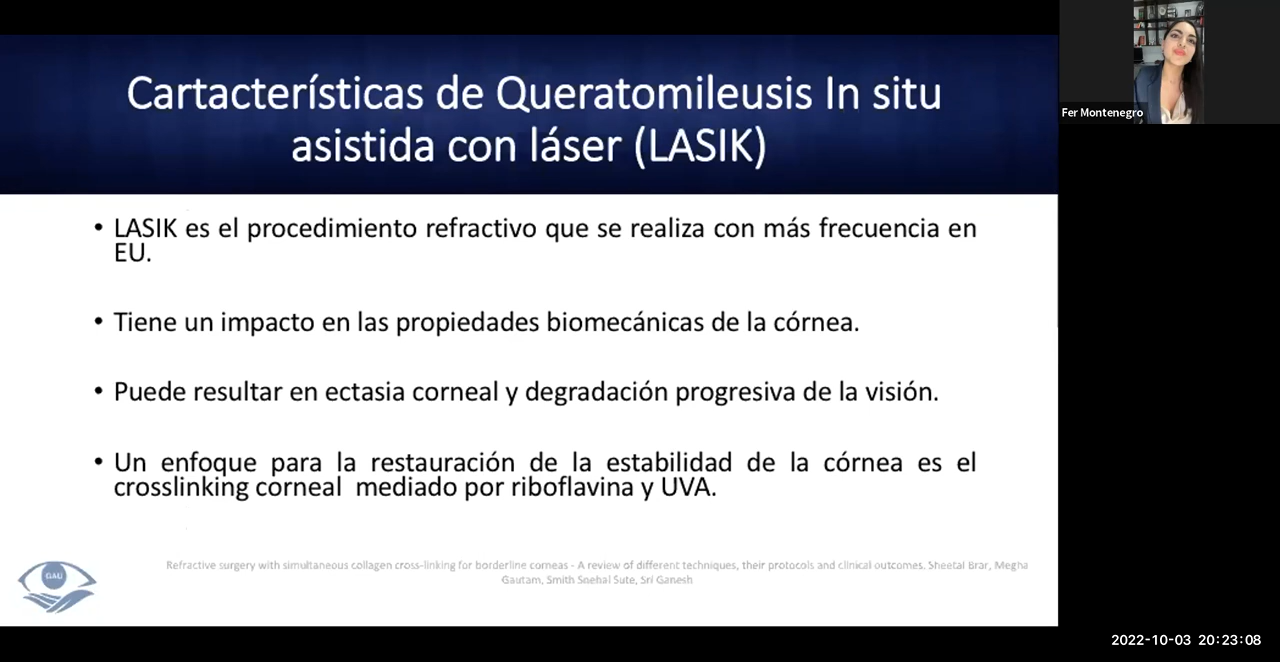 Cartacterísticas de Queratomileusis In situ
asistida con láser (LASIK)
• LASIK es el procedimiento refractivo que se realiza con más frecuencia en
EU.
• Tiene un impacto en las propiedades biomecánicas de la córnea.
• Puede resultar en ectasia corneal y degradación progresiva de la visión.
• Un enfoque para la restauración de la estabilidad de la córnea es el
crosslinking corneal mediado por riboflavina y UVA.
GAU
Refractive surgery with simultaneous collagen cross-linking for borderline corneas - A review of different techniques, their protocols and clinical outcomes. Sheetal Brar, Megha
Gautam, Smith Snehal Sute, Sri Ganesh
Fer Montenegro
2022-10-03 20:23:08